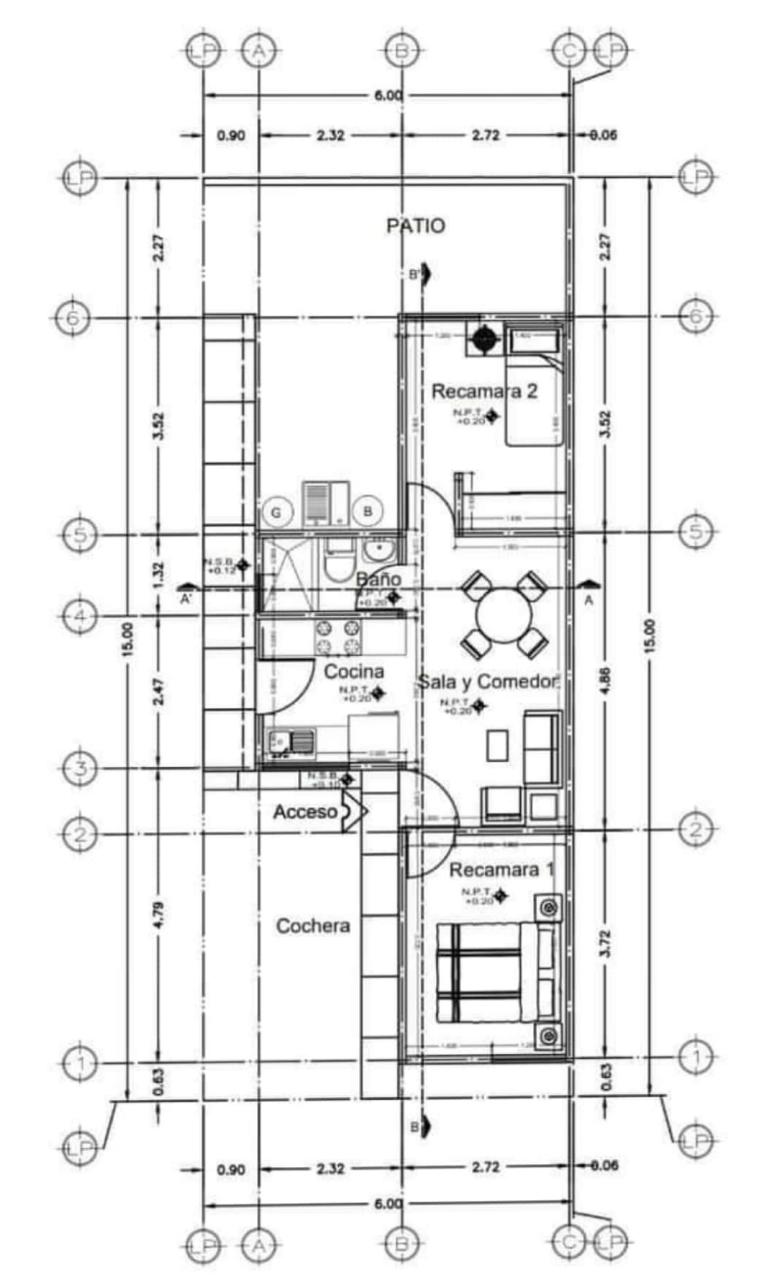 LP A B C LP
6.00
0.90 2.32 2.72 0.06
LP LP
PATIO
2.27 2.27
B'
6 6
Recamara 2
N.P.T.
+0.20
3.52 3.52
G B
5 5
N.S.B.
+0.12
Baño
N.P.T.
+0.20
1.32
A' A
4
15.00 15.00
Cocina
N.P.T.
+0.20
Sala y Comedor
N.P.T.
+0.20
2.47 4.86
3
N.S.B.
+0.10
Acceso
2 2
Recamara 1
N.P.T.
+0.20
Cochera
4.79 3.72
1 1
0.63 0.63
B
LP LP
0.90 2.32 2.72 0.06
6.00
LP A B C LP